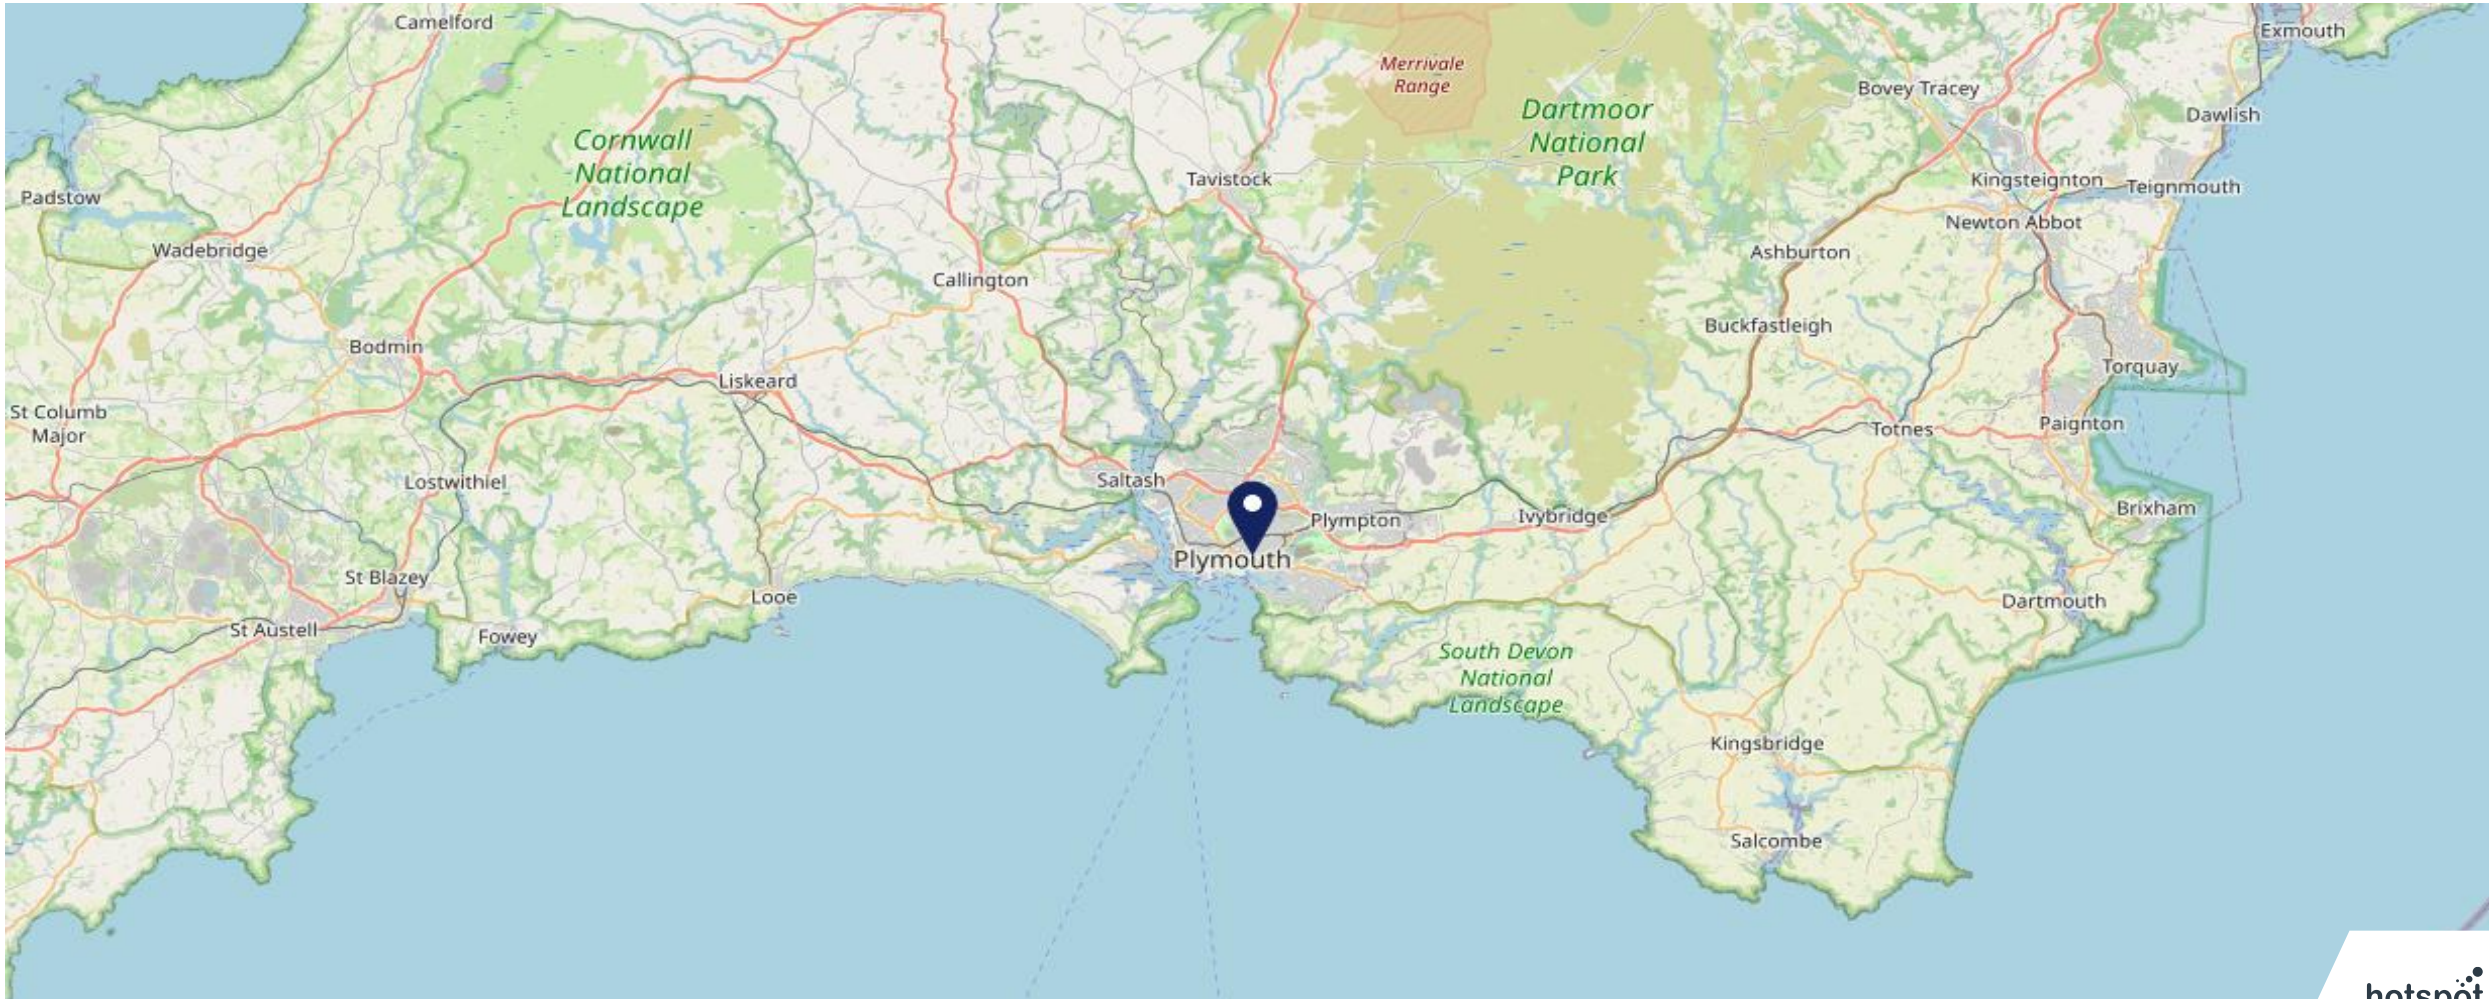 Camelford
Exmouth
Merrivale
Range
Bovey Tracey
Dartmoor
National
Park
Dawlish
Cornwall
National
Landscape
Tavistock
Kingsteignton
Teignmouth
Padstow
Newton Abbot
Wadebridge
Ashburton
Callington
Buckfastleigh
Bodmin
Torquay
Liskeard
St Columb
Major
Paignton
Totnes
Saltash
Lostwithiel
Brixham
Plympton
Ivybridge
Plymouth
St Blazey
Looe
Dartmouth
St Austell
Fowey
South Devon
National
Landscape
Kingsbridge
Salcombe
hotspot